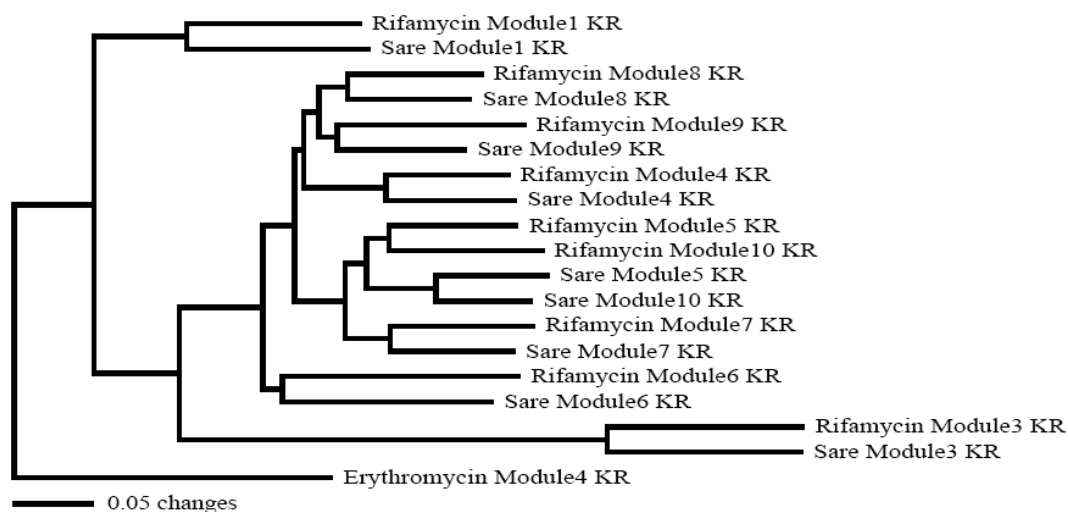 Rifamycin Module1 KR
Sare Module1 KR
Rifamycin Module8 KR
Sare Module8 KR
Rifamycin Module9 KR
Sare Module9 KR
Rifamycin Module4 KR
Sare Module4 KR
Rifamycin Module5 KR
Rifamycin Module10 KR
Sare Module5 KR
Sare Module10 KR
Rifamycin Module7 KR
Sare Module7 KR
Rifamycin Module6 KR
Sare Module6 KR
Rifamycin Module3 KR
Sare Module3 KR
Erythromycin Module4 KR
0.05 changes